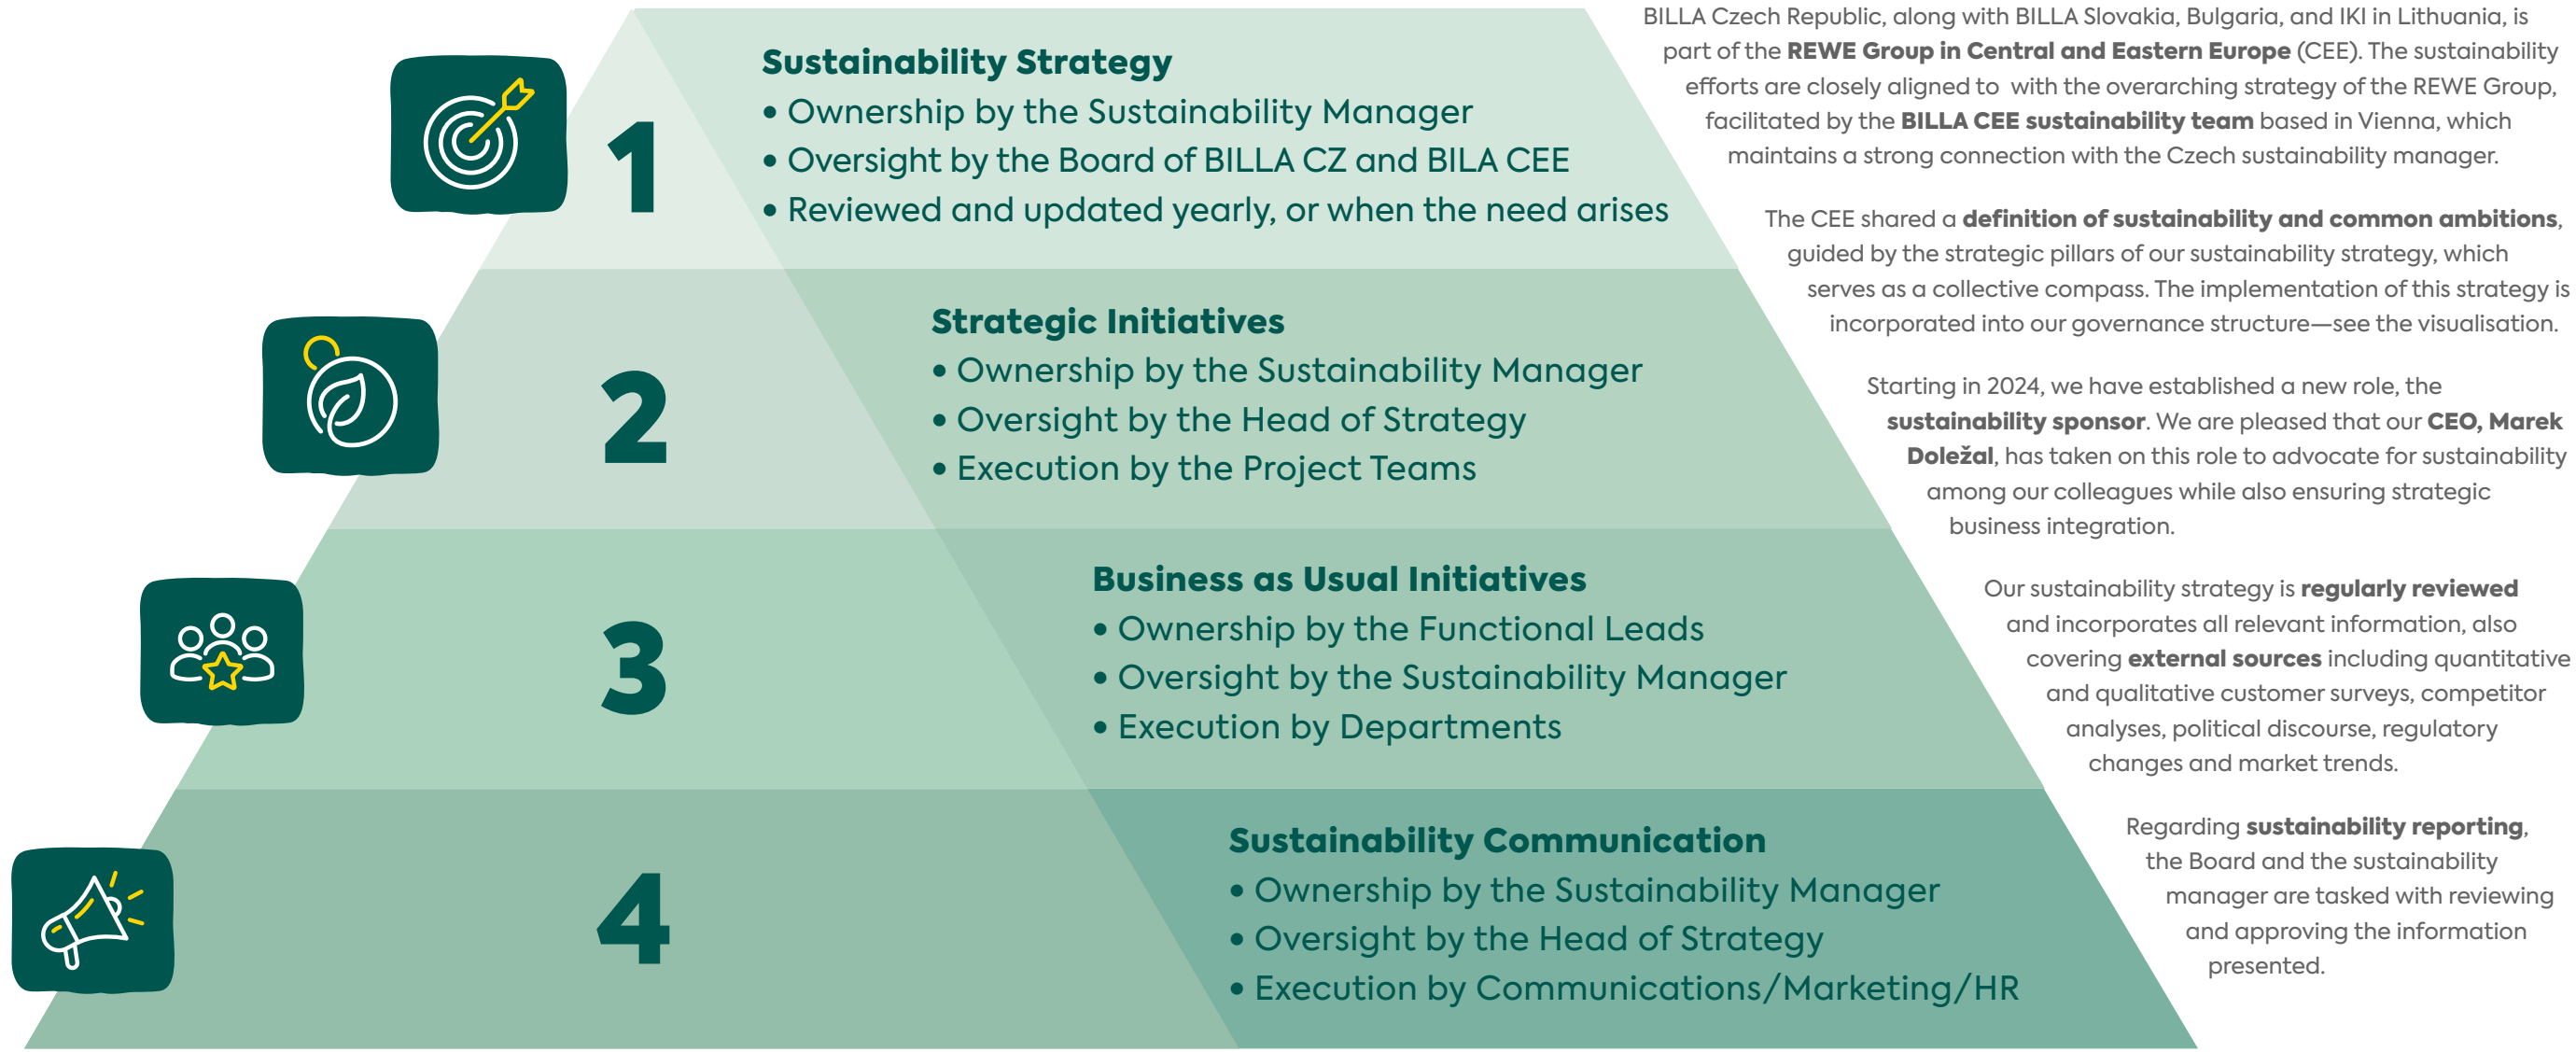 1
Sustainability Strategy
• Ownership by the Sustainability Manager
• Oversight by the Board of BILLA CZ and BILA CEE
• Reviewed and updated yearly, or when the need arises
2
Strategic Initiatives
• Ownership by the Sustainability Manager
• Oversight by the Head of Strategy
• Execution by the Project Teams
3
Business as Usual Initiatives
• Ownership by the Functional Leads
• Oversight by the Sustainability Manager
• Execution by Departments
4
Sustainability Communication
• Ownership by the Sustainability Manager
• Oversight by the Head of Strategy
• Execution by Communications/Marketing/HR
BILLA Czech Republic, along with BILLA Slovakia, Bulgaria, and IKI in Lithuania, is
part of the REWE Group in Central and Eastern Europe (CEE). The sustainability
efforts are closely aligned to with the overarching strategy of the REWE Group,
facilitated by the BILLA CEE sustainability team based in Vienna, which
maintains a strong connection with the Czech sustainability manager.
The CEE shared a definition of sustainability and common ambitions,
guided by the strategic pillars of our sustainability strategy, which
serves as a collective compass. The implementation of this strategy is
incorporated into our governance structure—see the visualisation.
Starting in 2024, we have established a new role, the
sustainability sponsor. We are pleased that our CEO, Marek
Doležal, has taken on this role to advocate for sustainability
among our colleagues while also ensuring strategic
business integration.
Our sustainability strategy is regularly reviewed
and incorporates all relevant information, also
covering external sources including quantitative
and qualitative customer surveys, competitor
analyses, political discourse, regulatory
changes and market trends.
Regarding sustainability reporting,
the Board and the sustainability
manager are tasked with reviewing
and approving the information
presented.